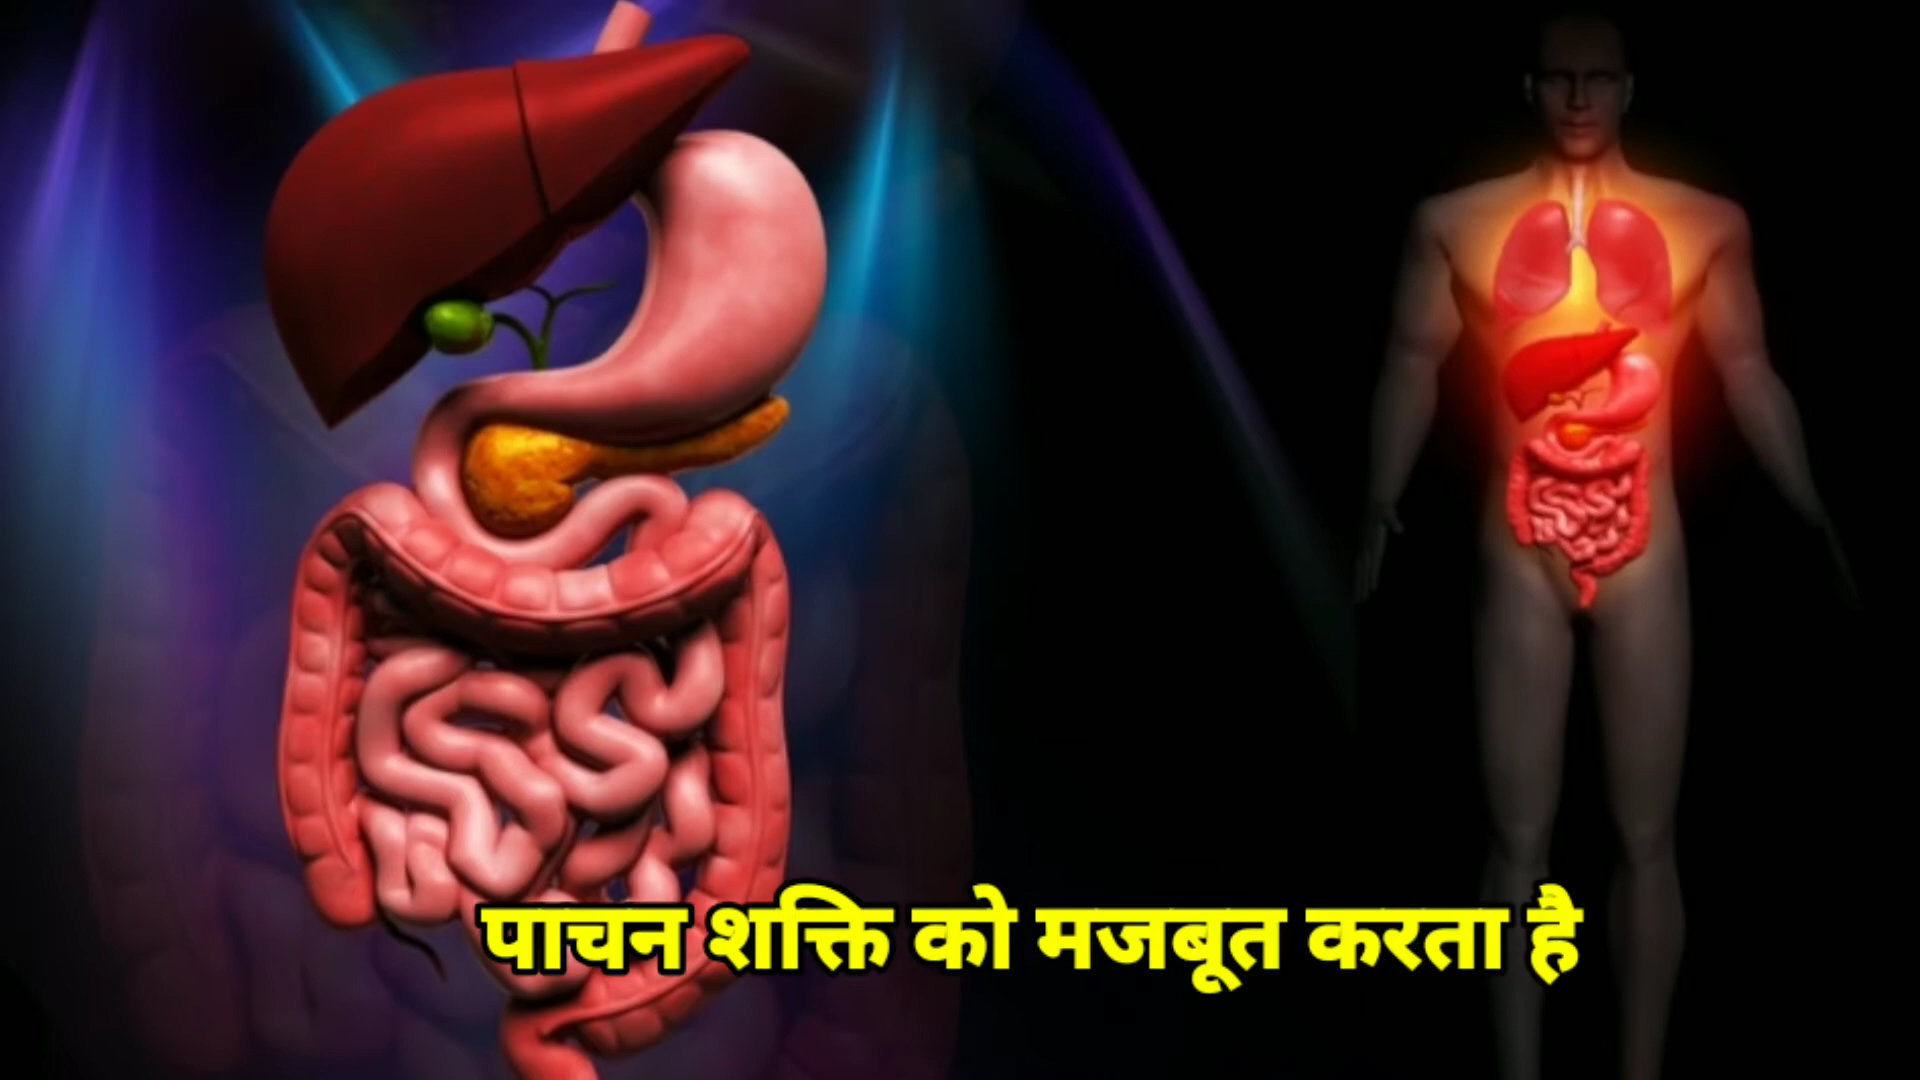 पाचन शक्ति को मजबूत करता है